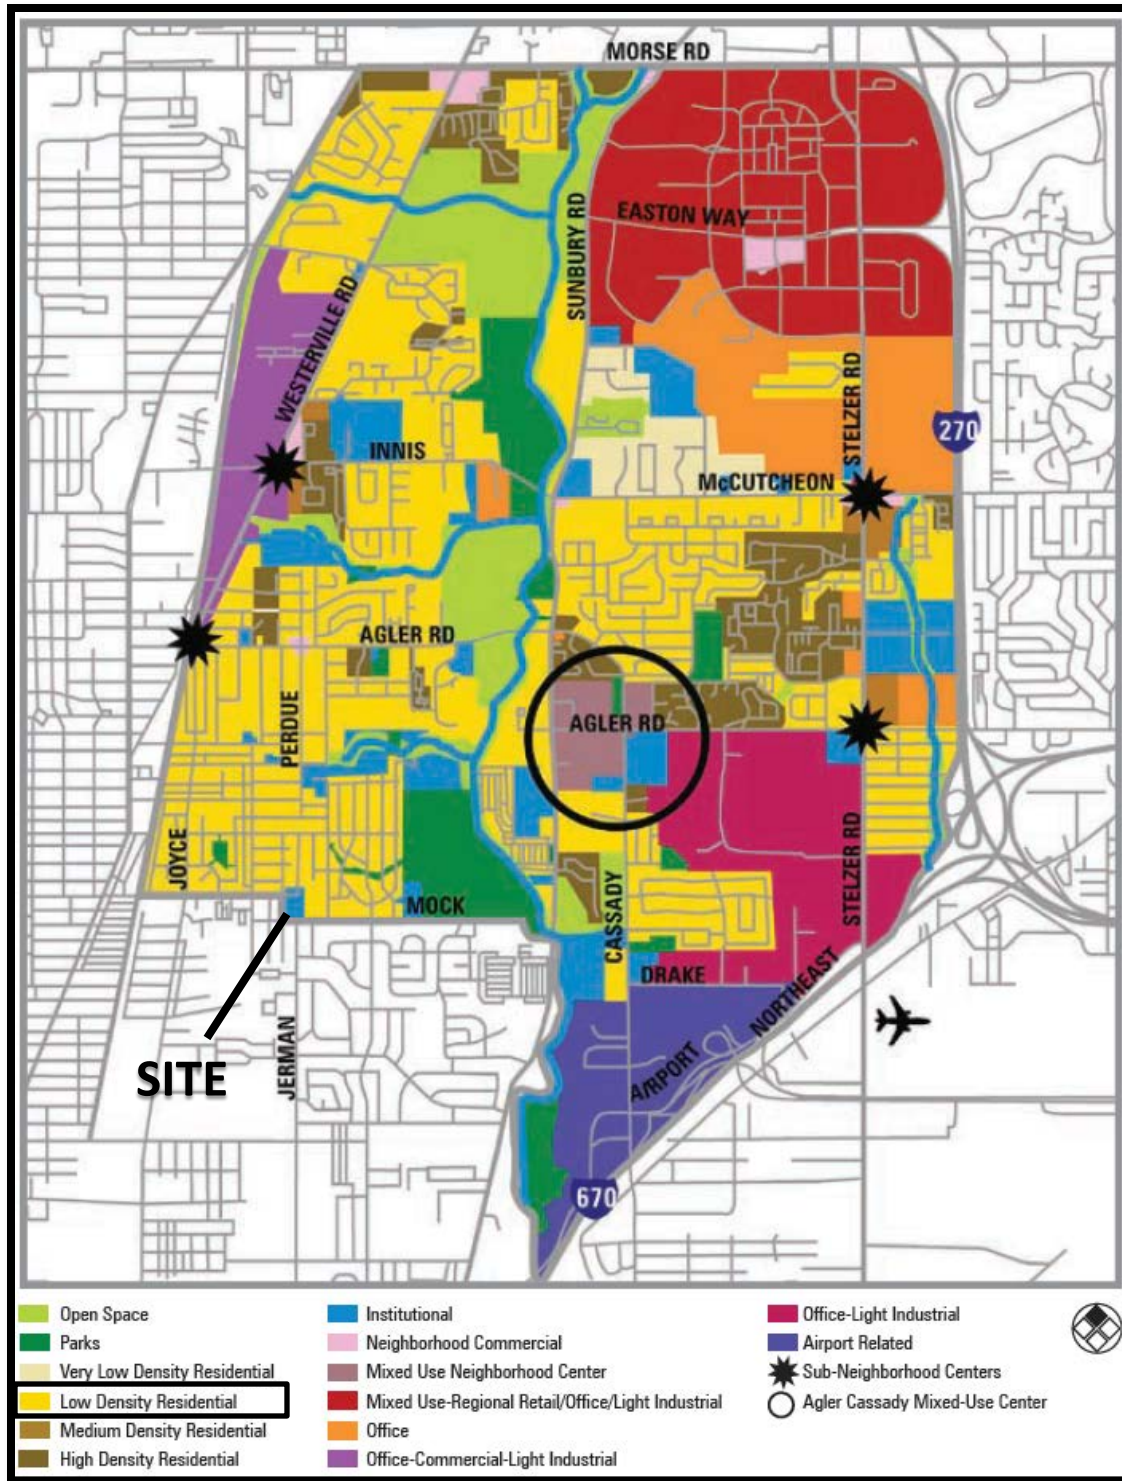 MORSE RD
SUNBURY RD
EASTON WAY
WESTERVILLE RD
STELZER RD
270
INNIS
McCUTCHEON
AGLER RD
AGLER RD
PERDUE
JOYCE
STELZER RD
CASSADY
MOCK
DRAKE
NORTHEAST
JERMAN
AIRPORT
SITE
670
Open Space
Parks
Very Low Density Residential
Low Density Residential
Medium Density Residential
High Density Residential
Institutional
Neighborhood Commercial
Mixed Use Neighborhood Center
Mixed Use-Regional Retail/Office/Light Industrial
Office
Office-Commercial-Light Industrial
Office-Light Industrial
Airport Related
Sub-Neighborhood Centers
Agler Cassady Mixed-Use Center